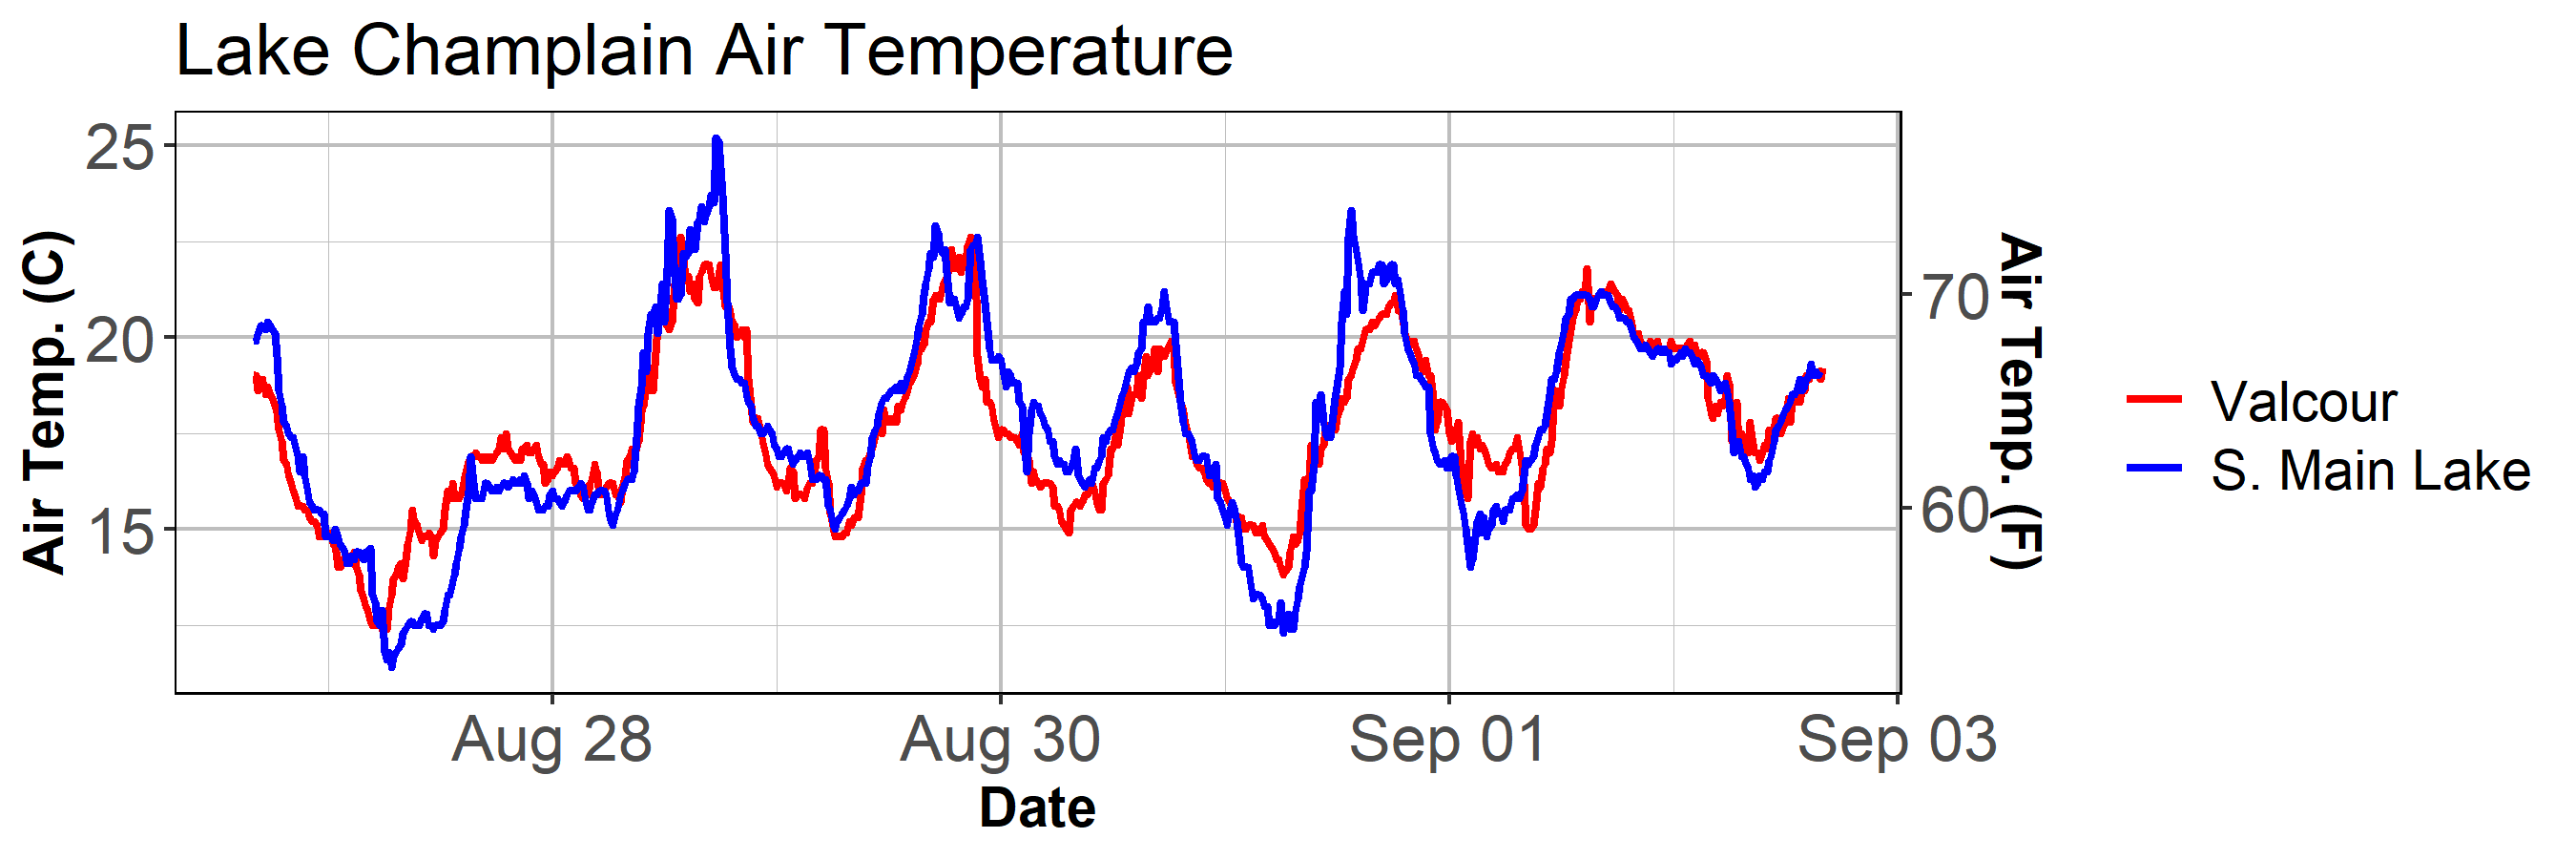 Lake Champlain Air Temperature
Air Temp. (C)
25
20
15
70
60
Air Temp. (F)
Valcour
S. Main Lake
Aug 28
Aug 30
Sep 01
Sep 03
Date